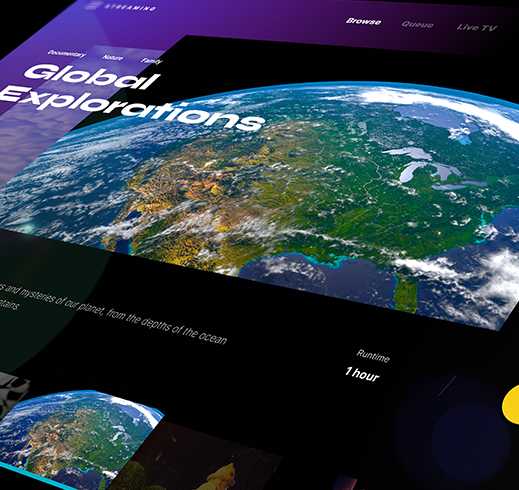 STREAMING
Browse Queue Live TV
Documentary Nature Family
Global
Explorations
and mysteries of our planet, from the depths of the ocean
Runtime
1 hour